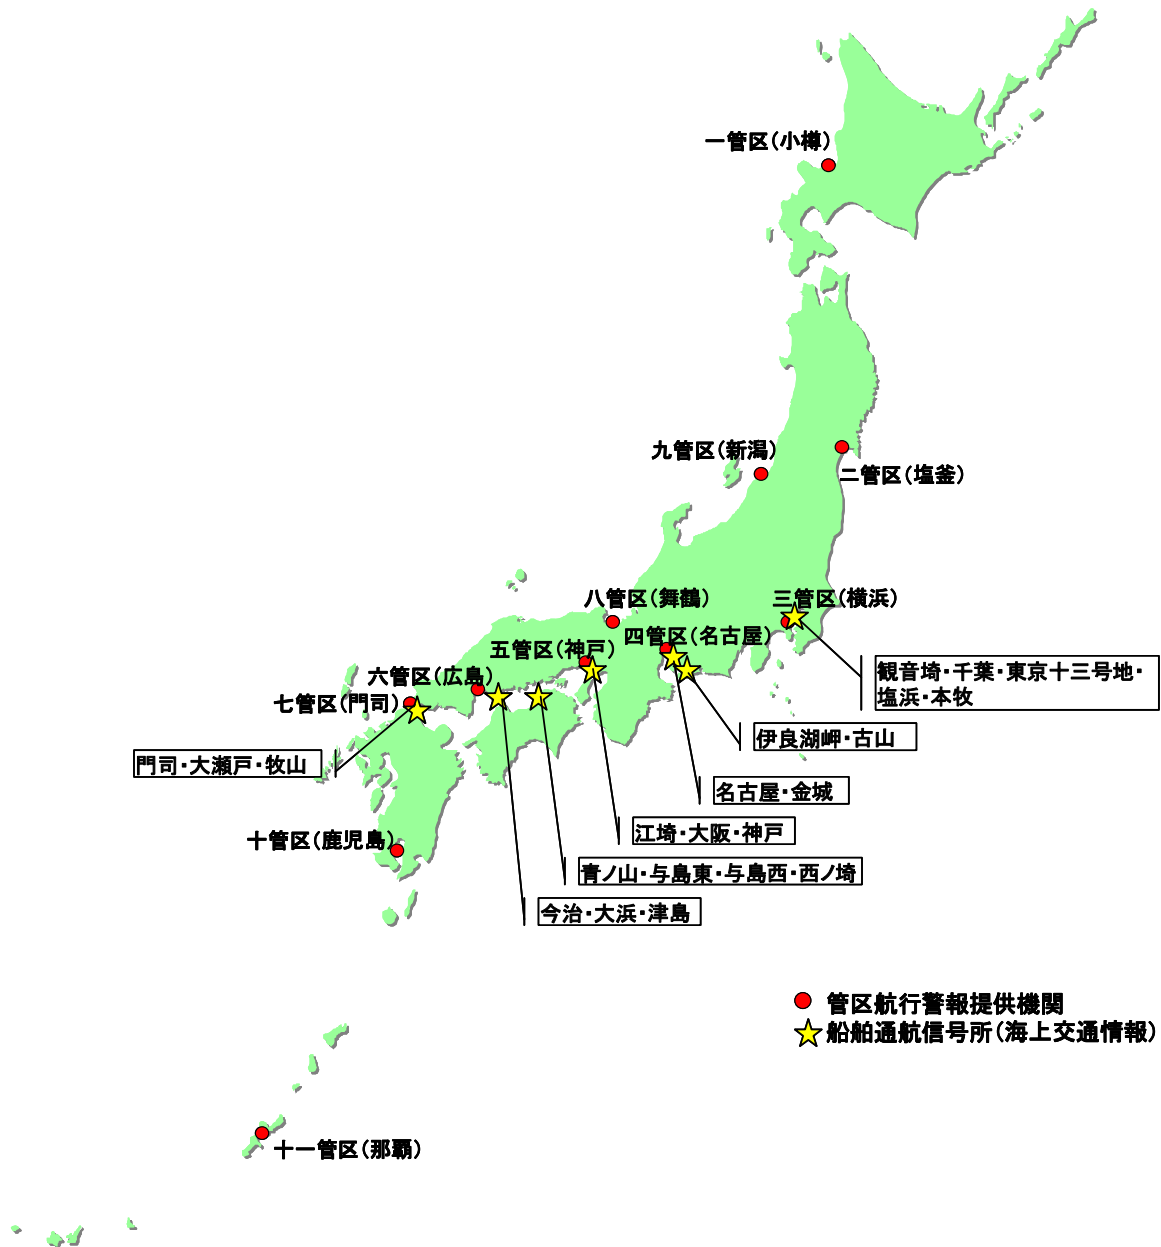 一管区（小樽）
九管区（新潟）
二管区（塩釜）
八管区（舞鶴）
三管区（横浜）
四管区（名古屋）
五管区（神戸）
六管区（広島）
七管区（門司）
観音埼・千葉・東京十三号地・
塩浜・本牧
伊良湖岬・古山
門司・大瀬戸・牧山
名古屋・金城
江埼・大阪・神戸
十管区（鹿児島）
青ノ山・与島東・与島西・西ノ埼
今治・大浜・津島
管区航行警報提供機関
船舶通航信号所（海上交通情報）
十一管区（那覇）